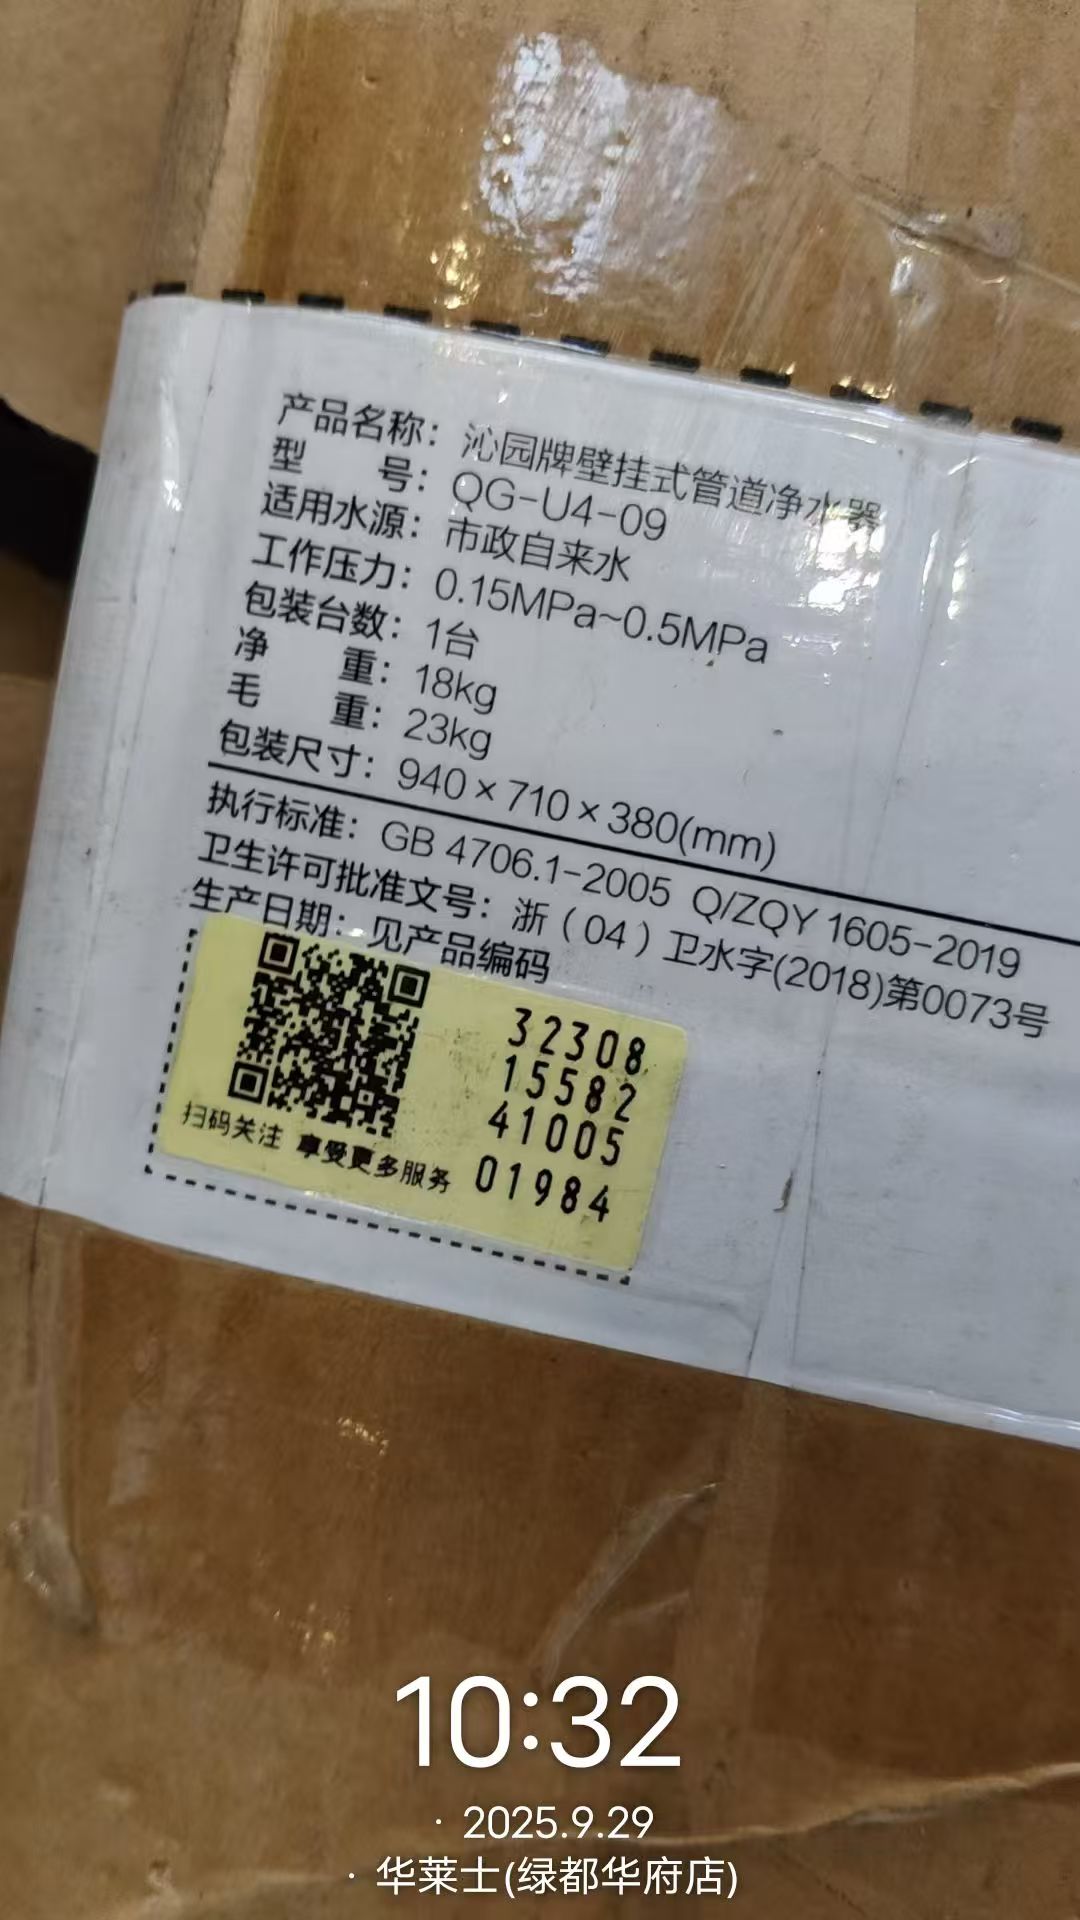 产品名称：沁园牌壁挂式管道净水器
型 号：QG-U4-09
适用水源：市政自来水
工作压力：0.15MPa~0.5MPa
包装台数：1台
净 重：18kg
毛 重：23kg
包装尺寸：940×710×380(mm)
执行标准：GB 4706.1-2005 Q/ZQY 1605-2019
卫生许可批准文号：浙（04）卫水字(2018)第0073号
生产日期：见产品编码
32308
15582
41005
01984
扫码关注 享受更多服务
10:32
· 2025.9.29
· 华莱士(绿都华府店)